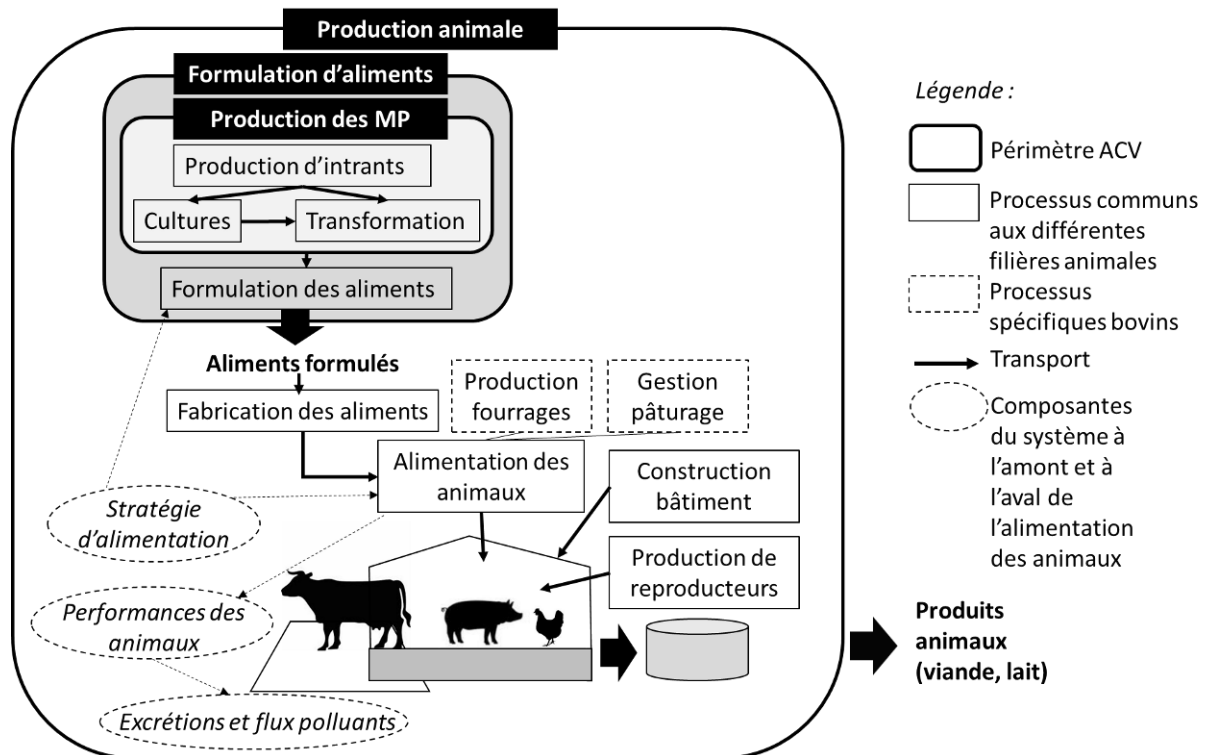 Production animale
Formulation d'aliments
Production des MP
Production d'intrants
Cultures
Transformation
Formulation des aliments
Aliments formulés
Fabrication des aliments
Production
fourrages
Gestion
pâturage
Alimentation des
animaux
Construction
bâtiment
Production de
reproducteurs
Stratégie
d'alimentation
Performances des
animaux
Excrétions et flux polluants
Légende :
Périmètre ACV
Processus communs
aux différentes
filières animales
Processus
spécifiques bovins
Transport
Composantes
du système à
l'amont et à
l'aval de
l'alimentation
des animaux
Produits
animaux
(viande, lait)